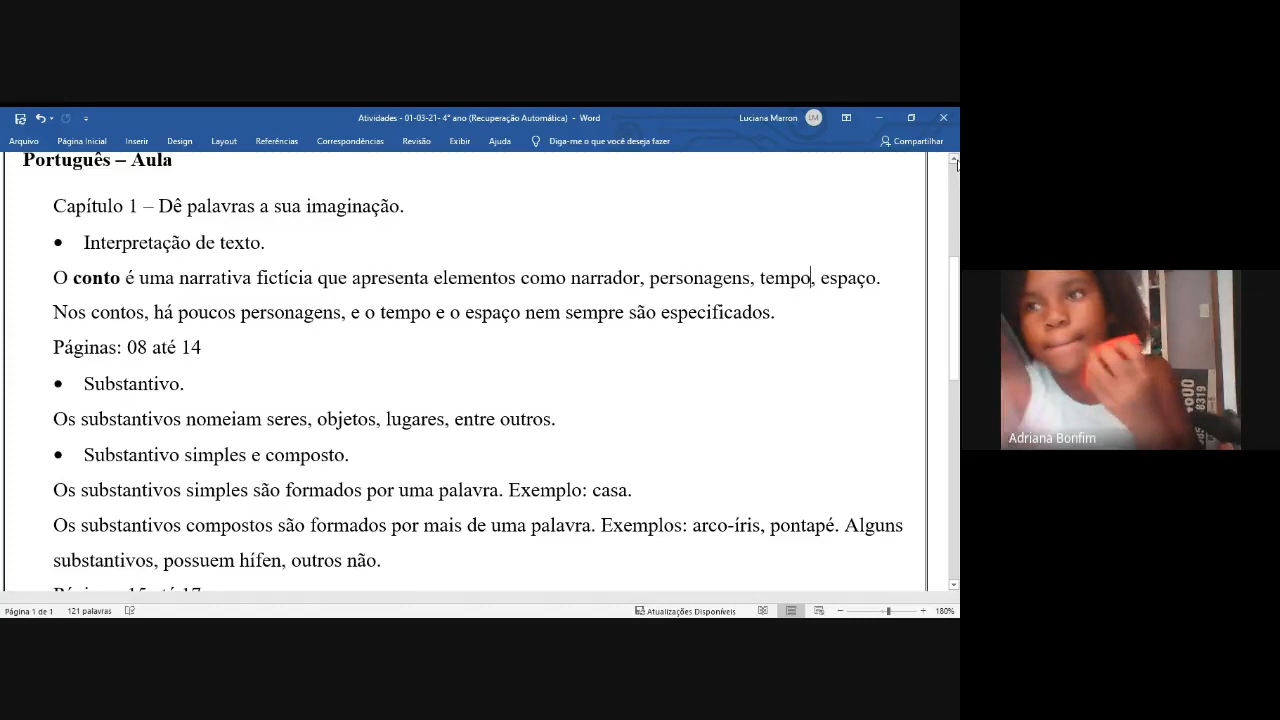 Atividades - 01-03-21- 4º ano (Recuperação Automática) - Word
Luciana Marron
LM
Arquivo Página Inicial Inserir Design Layout Referências Correspondências Revisão Exibir Ajuda Diga-me o que você deseja fazer Compartilhar
Português – Aula
Capítulo 1 – Dê palavras a sua imaginação.
• Interpretação de texto.
O conto é uma narrativa fictícia que apresenta elementos como narrador, personagens, tempo, espaço.
Nos contos, há poucos personagens, e o tempo e o espaço nem sempre são especificados.
Páginas: 08 até 14
• Substantivo.
Os substantivos nomeiam seres, objetos, lugares, entre outros.
• Substantivo simples e composto.
Os substantivos simples são formados por uma palavra. Exemplo: casa.
Os substantivos compostos são formados por mais de uma palavra. Exemplos: arco-íris, pontapé. Alguns
substantivos, possuem hífen, outros não.
Páginas: 15 até 17
Página 1 de 1 121 palavras Atualizações Disponíveis 180%
Adriana Bonfim